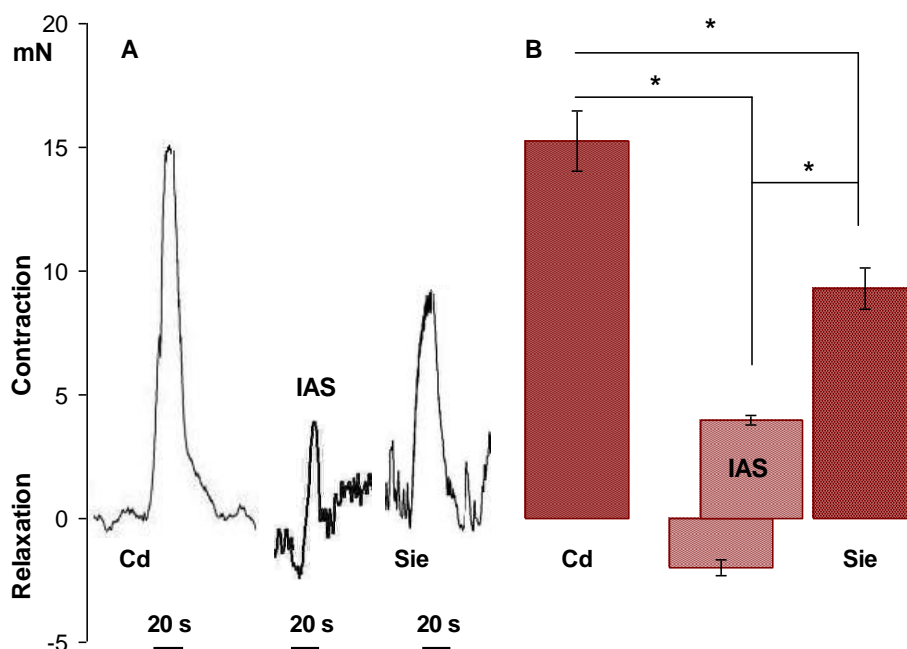 20
mN
A
B
*
*
15
*
10
Contraction
IAS
5
IAS
0
Relaxation
Cd
Sie
Cd
Sie
20 s
20 s
20 s
-5